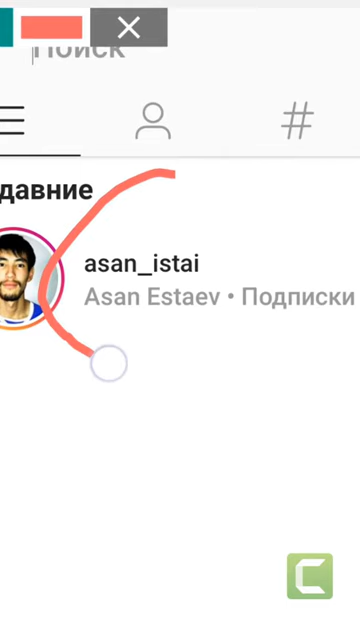 Поиск
#
давние
asan_istai
Asan Estaev • Подписки